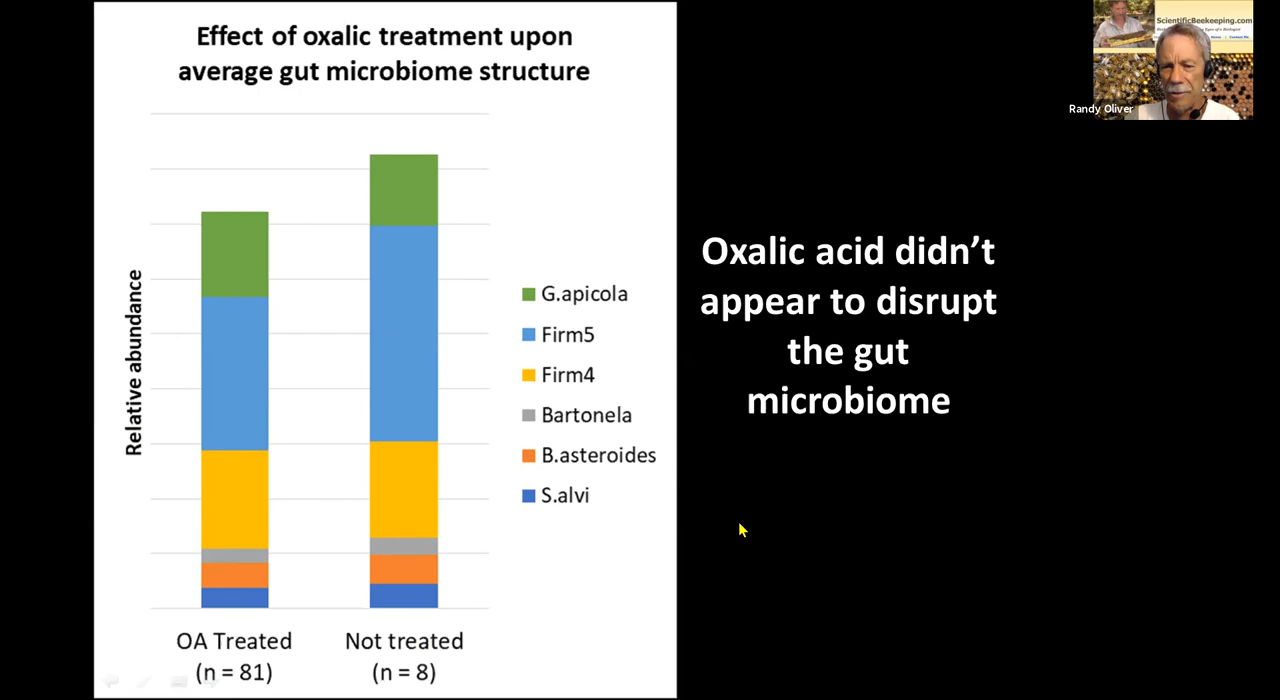 Effect of oxalic treatment upon
average gut microbiome structure
Relative abundance
G.apicola
Firm5
Firm4
Bartonela
B.asteroides
S.alvi
OA Treated
(n = 81)
Not treated
(n = 8)
Oxalic acid didn’t
appear to disrupt
the gut
microbiome
ScientificBeekeeping.com
Randy Oliver